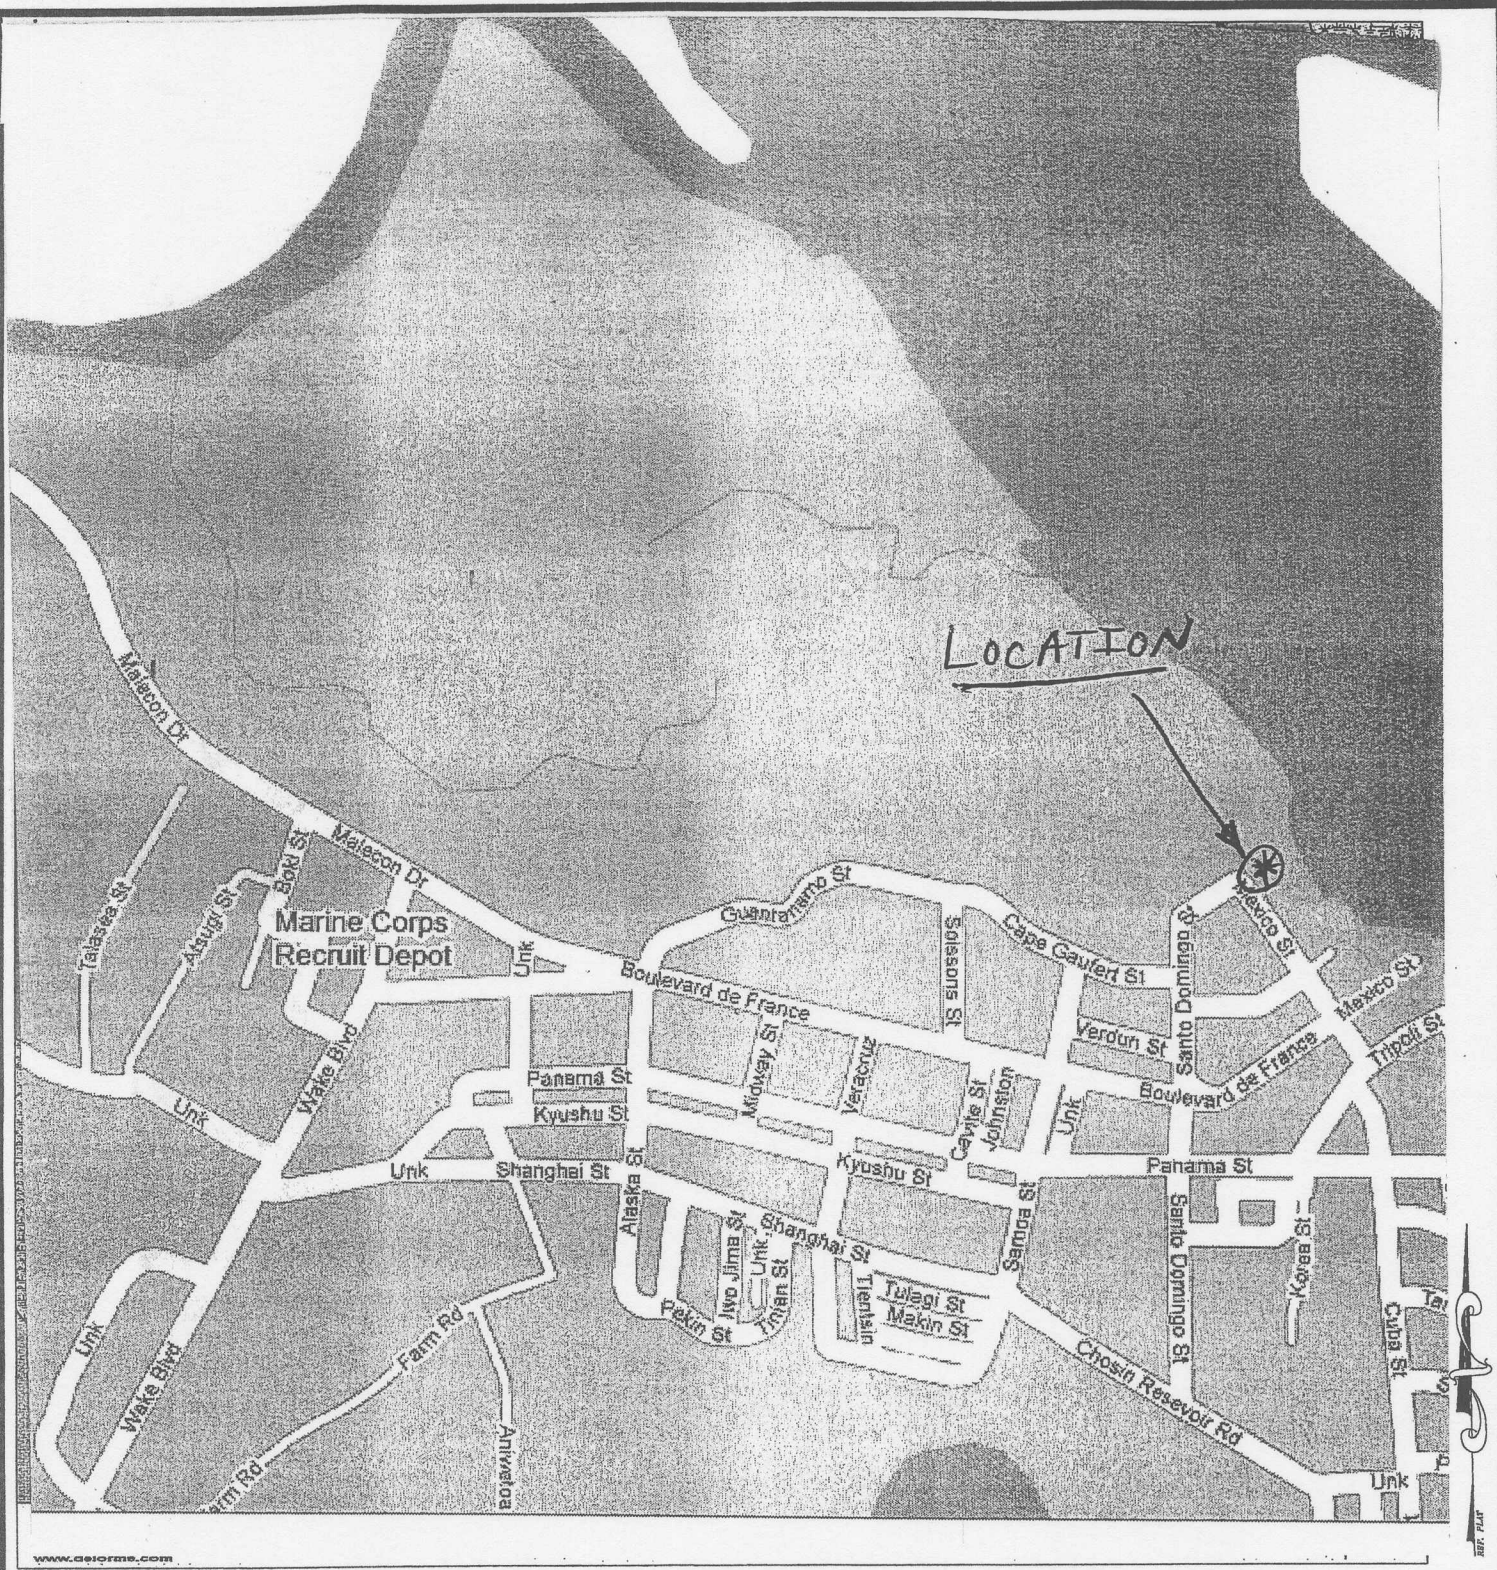 LOCATION
Malecon Dr
Malecon Dr
Boki St
Talasea St
Atsugi St
Marine Corps
Recruit Depot
Guantanamo St
Mexico St
Cape Gaufert St
Soissons St
Santo Domingo St
Unk
Boulevard de France
Mexico St
Tripoli St
Verdun St
Boulevard de France
Wake Blvd
Midway St
Veracruz
Cavite St
Johnston
Unk
Panama St
Kyushu St
Unk
Unk
Shanghai St
Alaska St
Kyushu St
Panama St
Samoa St
Santo Domingo St
Korea St
Shanghai St
Iwo Jima St
Unk
Tinian St
Tientsin
Tulagi St
Makin St
Pekin St
Cuba St
Farm Rd
Unk
Wake Blvd
Chosin Resevoir Rd
Aniwetoa
arm Rd
Unk
www.delorme.com
REF. PLAT